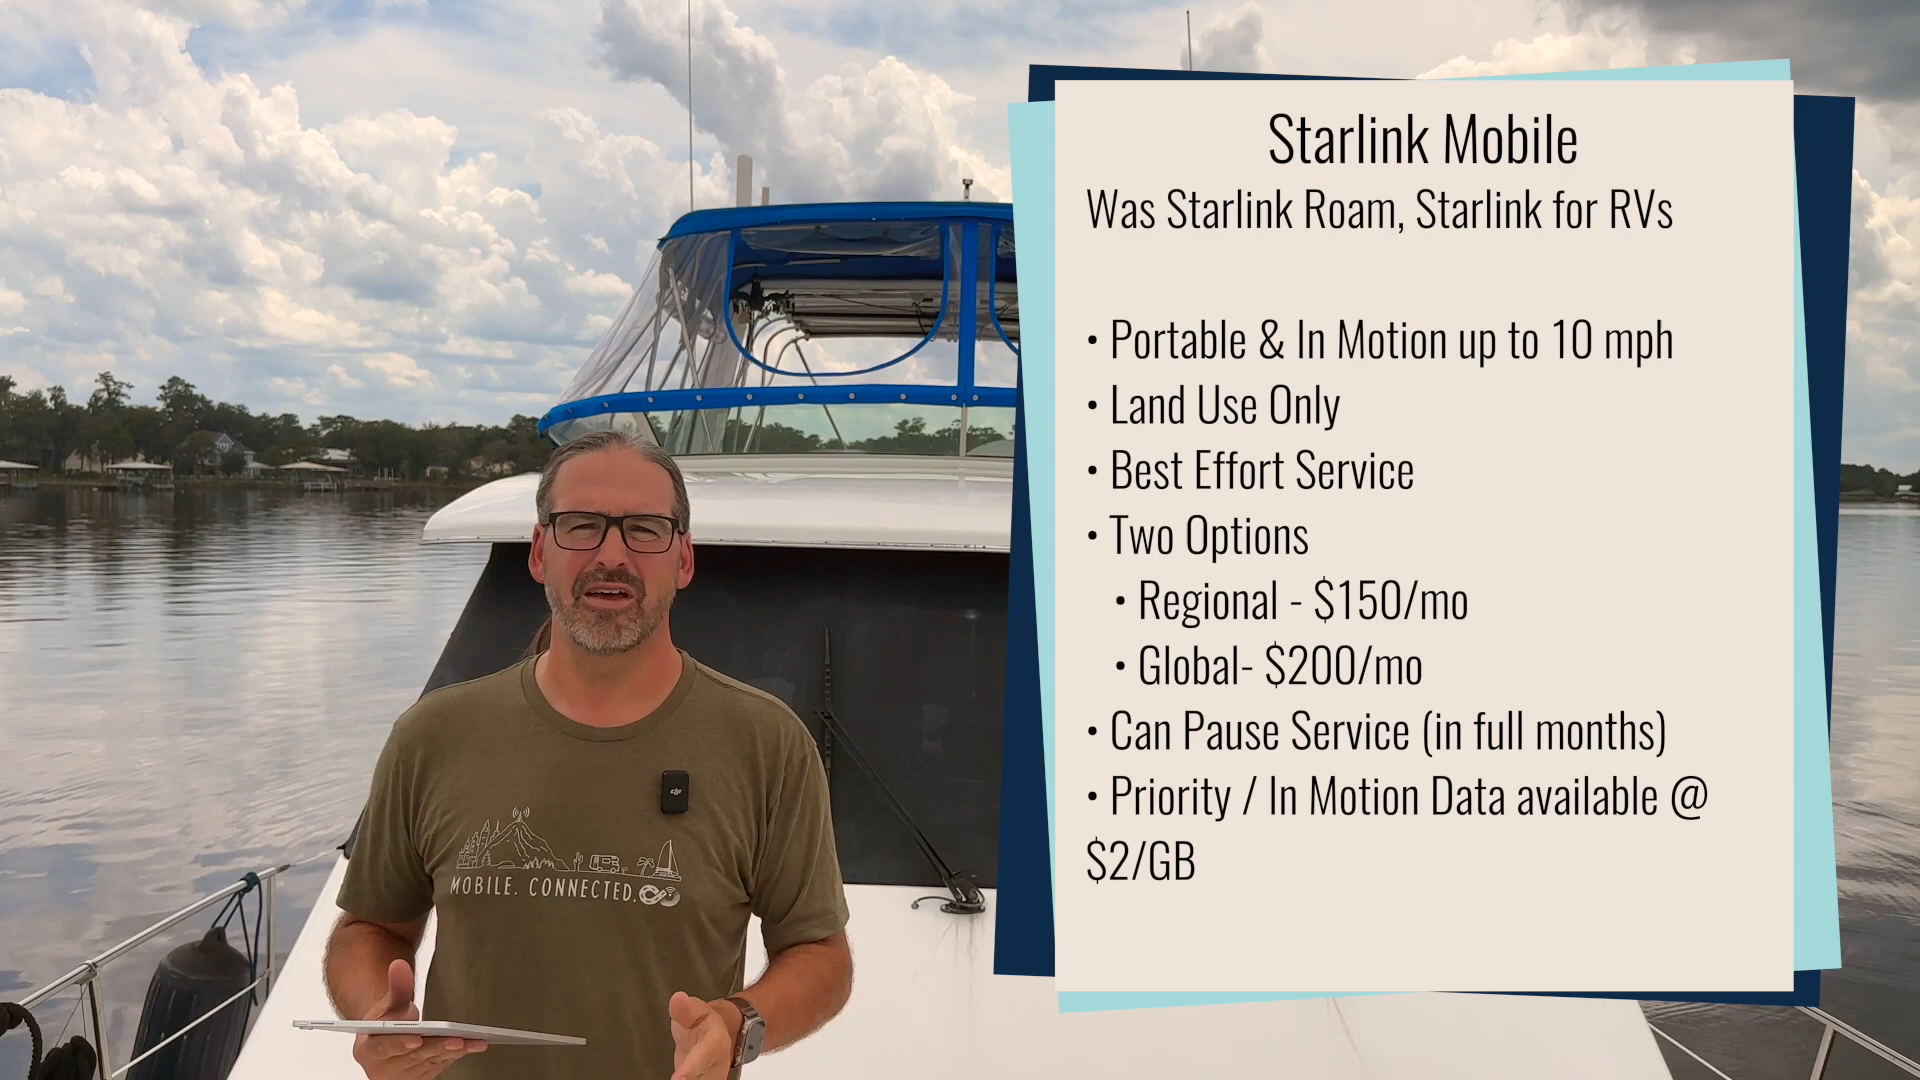 Starlink Mobile
Was Starlink Roam, Starlink for RVs
• Portable & In Motion up to 10 mph
• Land Use Only
• Best Effort Service
• Two Options
• Regional - $150/mo
• Global- $200/mo
• Can Pause Service (in full months)
• Priority / In Motion Data available @
$2/GB
dji
MOBILE. CONNECTED.